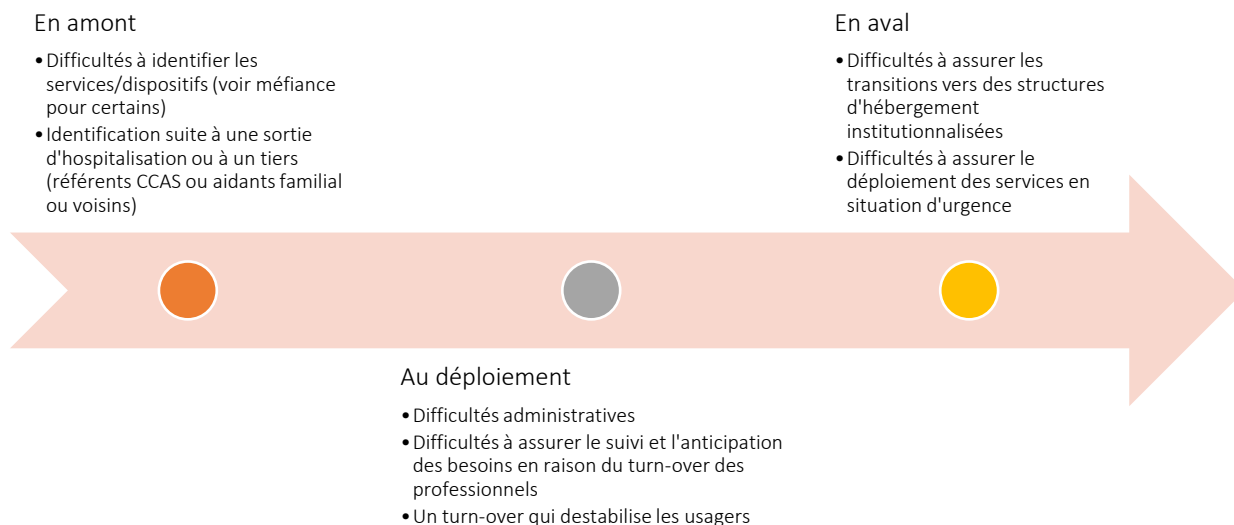 En amont
•Difficultés à identifier les
services/dispositifs (voir méfiance
pour certains)
•Identification suite à une sortie
d'hospitalisation ou à un tiers
(référents CCAS ou aidants familial
ou voisins)
Au déploiement
•Difficultés administratives
•Difficultés à assurer le suivi et l'anticipation
des besoins en raison du turn-over des
professionnels
•Un turn-over qui destabilise les usagers
En aval
•Difficultés à assurer les
transitions vers des structures
d'hébergement
institutionnalisées
•Difficultés à assurer le
déploiement des services en
situation d'urgence